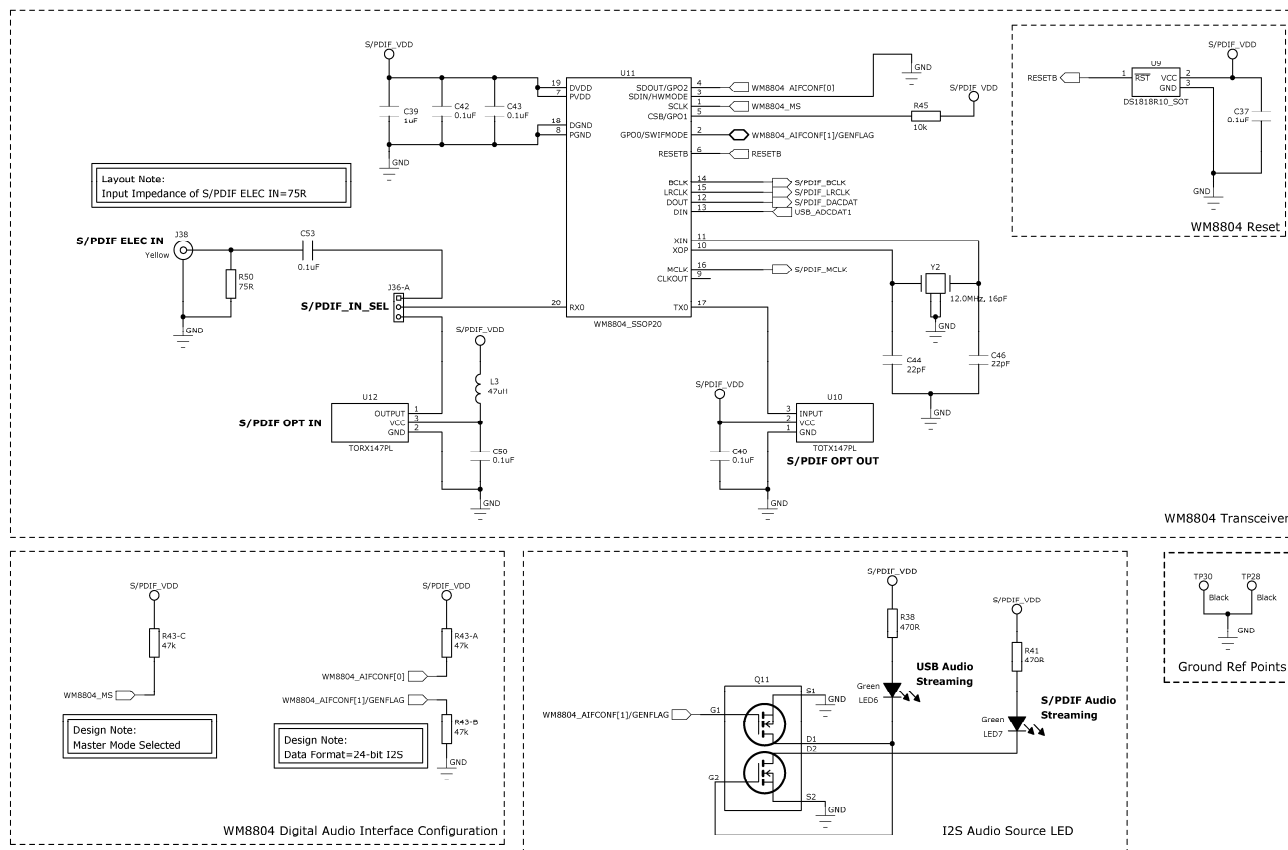 S/PDIF_VDD
U11
19 DVDD
7 PVDD
18 DGND
8 PGND
C39
1uF
C42
0.1uF
C43
0.1uF
GND
SDOUT/GPO2 4 WM8804_AIFCONF[0]
SDIN/HWMODE 3
SCLK 1 WM8804_MS
CSB/GPO1 5
GPO0/SWIFMODE 2 WM8804_AIFCONF[1]/GENFLAG
RESETB 6 RESETB
GND
S/PDIF_VDD
R45
10k
BCLK 14 S/PDIF_BCLK
LRCLK 15 S/PDIF_LRCLK
DOUT 12 S/PDIF_DACDAT
DIN 13 USB_ADCDAT1
XIN 11
XOP 10
MCLK 16 S/PDIF_MCLK
CLKOUT 9
20 RX0
TX0 17
WM8804_SSOP20
Layout Note:
Input Impedance of S/PDIF ELEC IN=75R
S/PDIF ELEC IN
J38
Yellow
C53
0.1uF
R50
75R
GND
J36-A
S/PDIF_IN_SEL
S/PDIF_VDD
L3
47uH
U12
S/PDIF OPT IN
OUTPUT 1
VCC 3
GND 2
TORX147PL
C50
0.1uF
GND
Y2
12.0MHz, 16pF
GND
C44
22pF
C46
22pF
GND
S/PDIF_VDD
U10
3 INPUT
2 VCC
1 GND
TOTX147PL
C40
0.1uF
S/PDIF OPT OUT
GND
S/PDIF_VDD
U9
RESETB
1 RST VCC 2
GND 3
DS1818R10_SOT
C37
0.1uF
GND
WM8804 Reset
WM8804 Transceiver
S/PDIF_VDD
R43-C
47k
WM8804_MS
Design Note:
Master Mode Selected
S/PDIF_VDD
R43-A
47k
WM8804_AIFCONF[0]
WM8804_AIFCONF[1]/GENFLAG
R43-B
47k
GND
Design Note:
Data Format=24-bit I2S
WM8804 Digital Audio Interface Configuration
S/PDIF_VDD
R38
470R
S/PDIF_VDD
R41
470R
USB Audio
Streaming
Green
LED6
S/PDIF Audio
Streaming
Green
LED7
Q11
WM8804_AIFCONF[1]/GENFLAG
G1
S1
GND
D1
D2
G2
S2
GND
I2S Audio Source LED
TP30
Black
TP28
Black
GND
Ground Ref Points